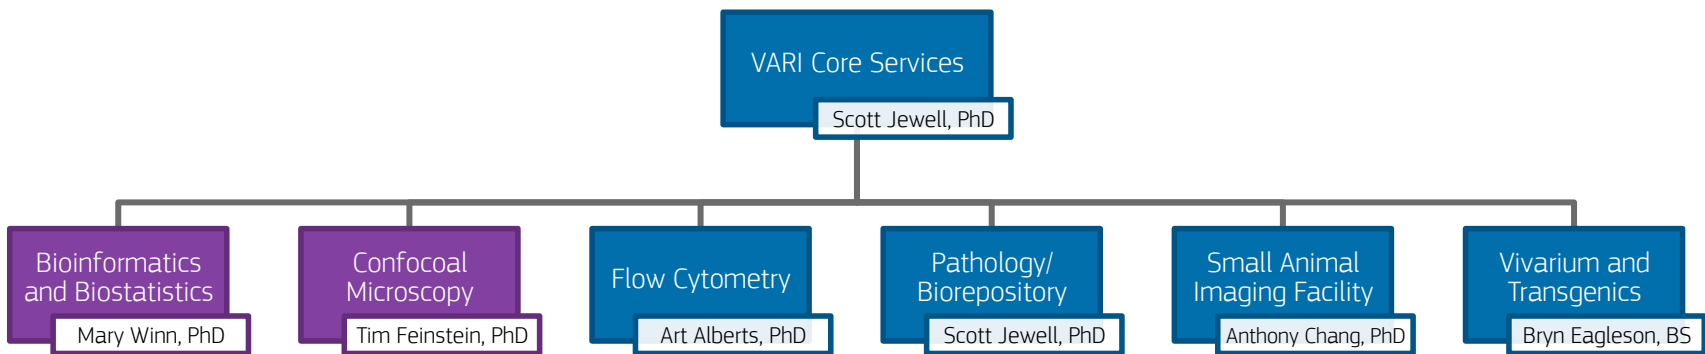 VARI Core Services
Scott Jewell, PhD
Bioinformatics
and Biostatistics
Mary Winn, PhD
Confocoal
Microscopy
Tim Feinstein, PhD
Flow Cytometry
Art Alberts, PhD
Pathology/
Biorepository
Scott Jewell, PhD
Small Animal
Imaging Facility
Anthony Chang, PhD
Vivarium and
Transgenics
Bryn Eagleson, BS